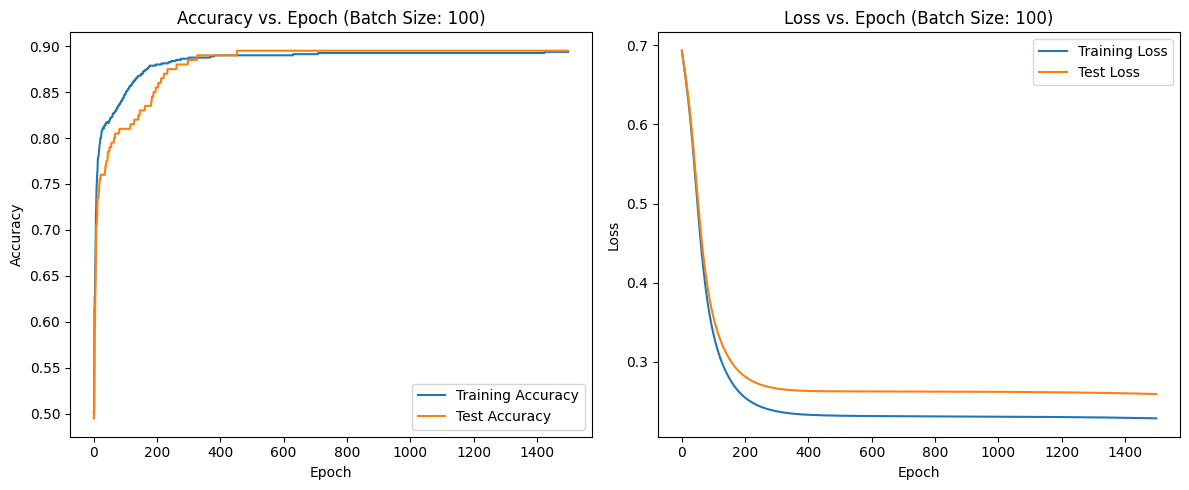 Accuracy vs. Epoch (Batch Size: 100)
0.90
0.85
0.80
0.75
0.70
0.65
0.60
0.55
0.50
Accuracy
0 200 400 600 800 1000 1200 1400
Epoch
Training Accuracy
Test Accuracy
Loss vs. Epoch (Batch Size: 100)
0.7
0.6
0.5
0.4
0.3
Loss
0 200 400 600 800 1000 1200 1400
Epoch
Training Loss
Test Loss